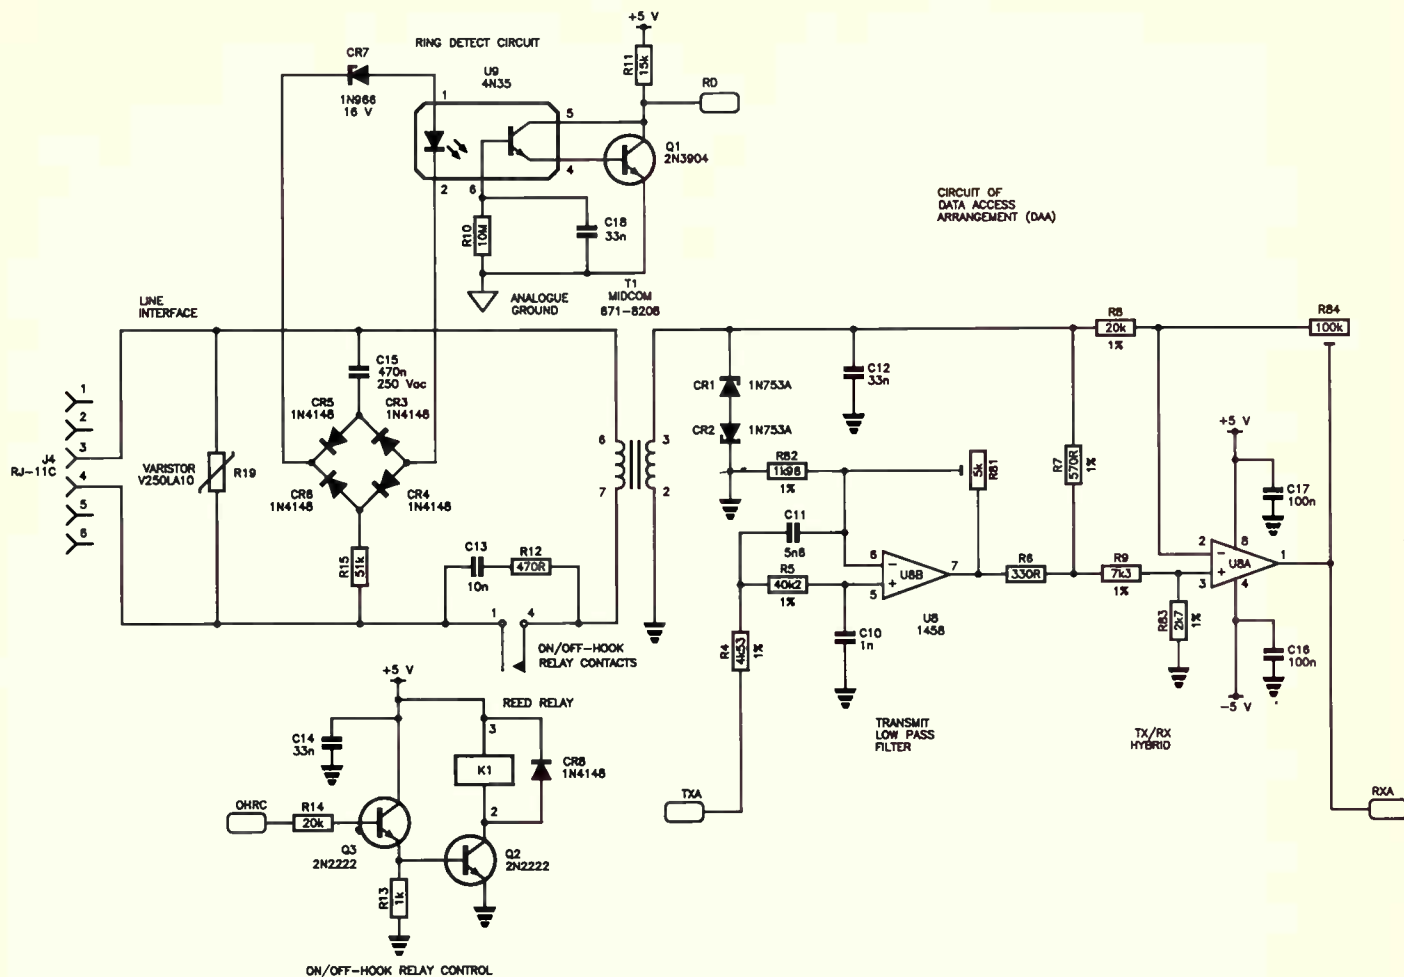 +5 V
RING DETECT CIRCUIT
CR7
1N966
16 V
U9
4N35
R11
15k
RD
1
5
Q1
2N3904
4
2
6
R10
10M
C18
33n
CIRCUIT OF
DATA ACCESS
ARRANGEMENT (DAA)
ANALOGUE
GROUND
T1
MIDCOM
671-8206
LINE
INTERFACE
R8
20k
1%
R84
100k
C15
470n
250 Vac
CR1
1N753A
C12
33n
CR5
1N4148
CR3
1N4148
1
2
3
4
5
6
J4
RJ-11C
CR2
1N753A
+5 V
VARISTOR
V250LA10
R19
6
7
3
2
R82
1k98
1%
R81
5k
R7
570R
1%
CR6
1N4148
CR4
1N4148
C17
100n
C11
5n6
R15
51k
C13
10n
R12
470R
R5
40k2
1%
6
5
U8B
7
R6
330R
R9
7k3
1%
2
3
8
U8A
4
1
U8
1458
R83
2k7
1%
1
4
R4
4k53
1%
C10
1n
ON/OFF-HOOK
RELAY CONTACTS
C16
100n
+5 V
REED RELAY
-5 V
C14
33n
3
K1
CR8
1N4148
TRANSMIT
LOW PASS
FILTER
TX/RX
HYBRID
TXA
RXA
OHRC
R14
20k
2
Q3
2N2222
Q2
2N2222
R13
1k
ON/OFF-HOOK RELAY CONTROL